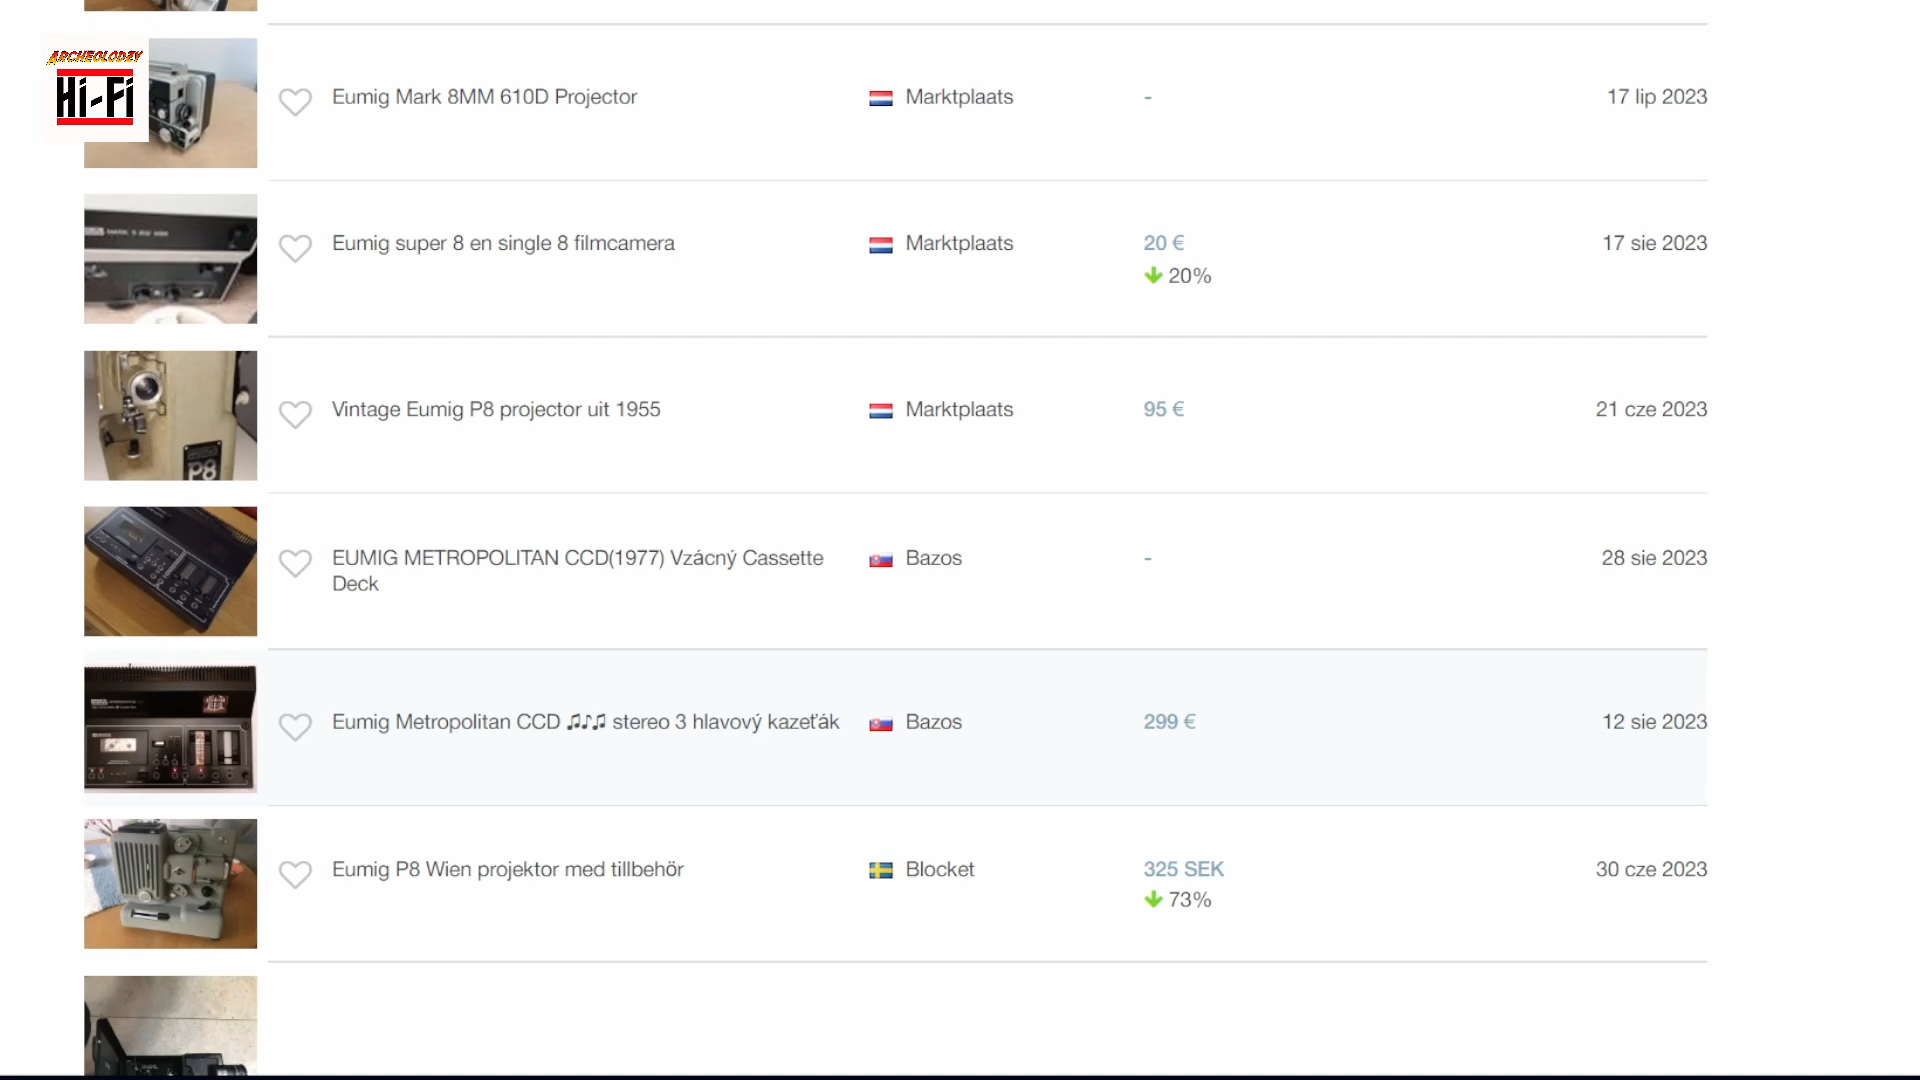 ARCHEOLODZY
Hi-Fi
Eumig Mark 8MM 610D Projector
Marktplaats
-
17 lip 2023
Eumig super 8 en single 8 filmcamera
Marktplaats
20 €
17 sie 2023
20%
Vintage Eumig P8 projector uit 1955
Marktplaats
95 €
21 cze 2023
P8
EUMIG METROPOLITAN CCD(1977) Vzácný Cassette
Deck
Bazos
-
28 sie 2023
Eumig Metropolitan CCD ♫♪♫ stereo 3 hlavový kazeťák
Bazos
299 €
12 sie 2023
Eumig P8 Wien projektor med tillbehör
Blocket
325 SEK
30 cze 2023
73%